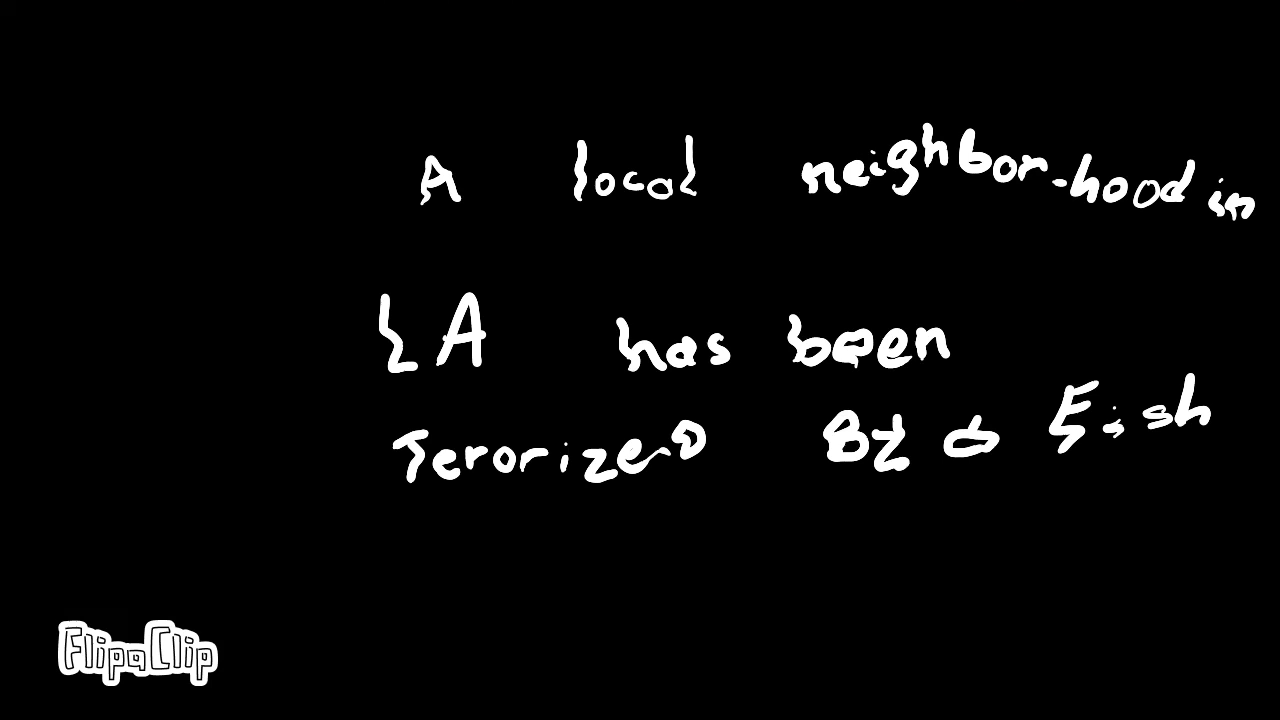 A local neighbor-hood in
LA has been
Terorized By a Fish
FlipaClip